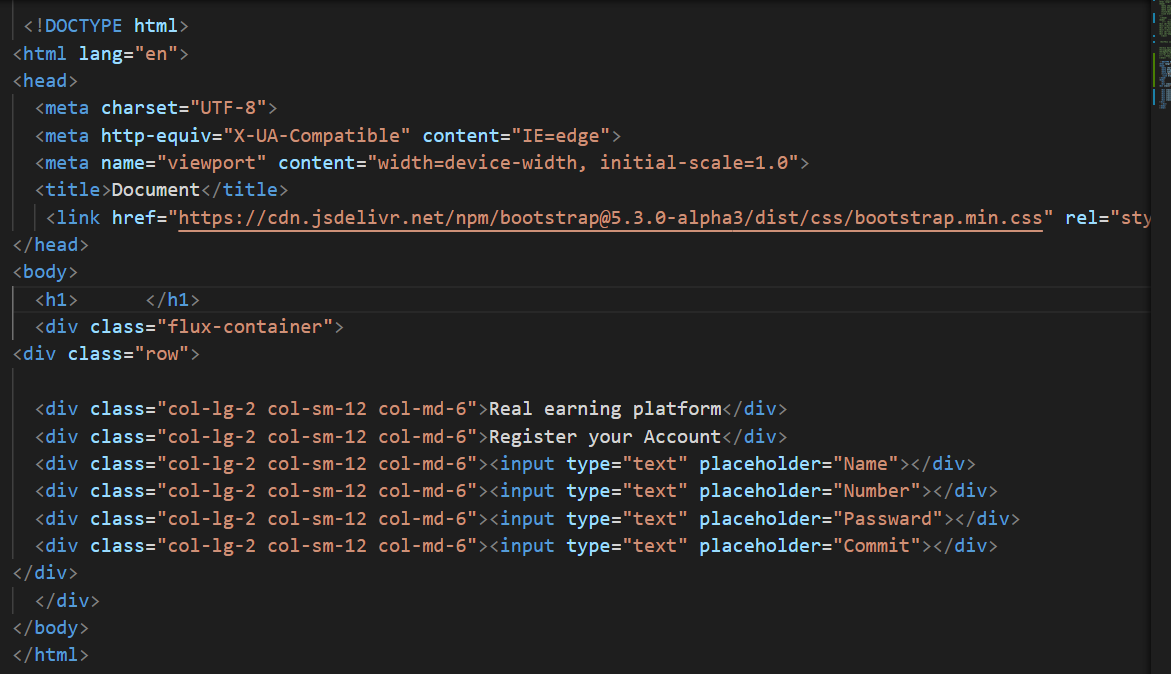 <!DOCTYPE html>
<html lang="en">
<head>
<meta charset="UTF-8">
<meta http-equiv="X-UA-Compatible" content="IE=edge">
<meta name="viewport" content="width=device-width, initial-scale=1.0">
<title>Document</title>
<link href="https://cdn.jsdelivr.net/npm/bootstrap@5.3.0-alpha3/dist/css/bootstrap.min.css" rel="sty
</head>
<body>
<h1>      </h1>
<div class="flux-container">
<div class="row">
<div class="col-lg-2 col-sm-12 col-md-6">Real earning platform</div>
<div class="col-lg-2 col-sm-12 col-md-6">Register your Account</div>
<div class="col-lg-2 col-sm-12 col-md-6"><input type="text" placeholder="Name"></div>
<div class="col-lg-2 col-sm-12 col-md-6"><input type="text" placeholder="Number"></div>
<div class="col-lg-2 col-sm-12 col-md-6"><input type="text" placeholder="Passward"></div>
<div class="col-lg-2 col-sm-12 col-md-6"><input type="text" placeholder="Commit"></div>
</div>
</div>
</body>
</html>